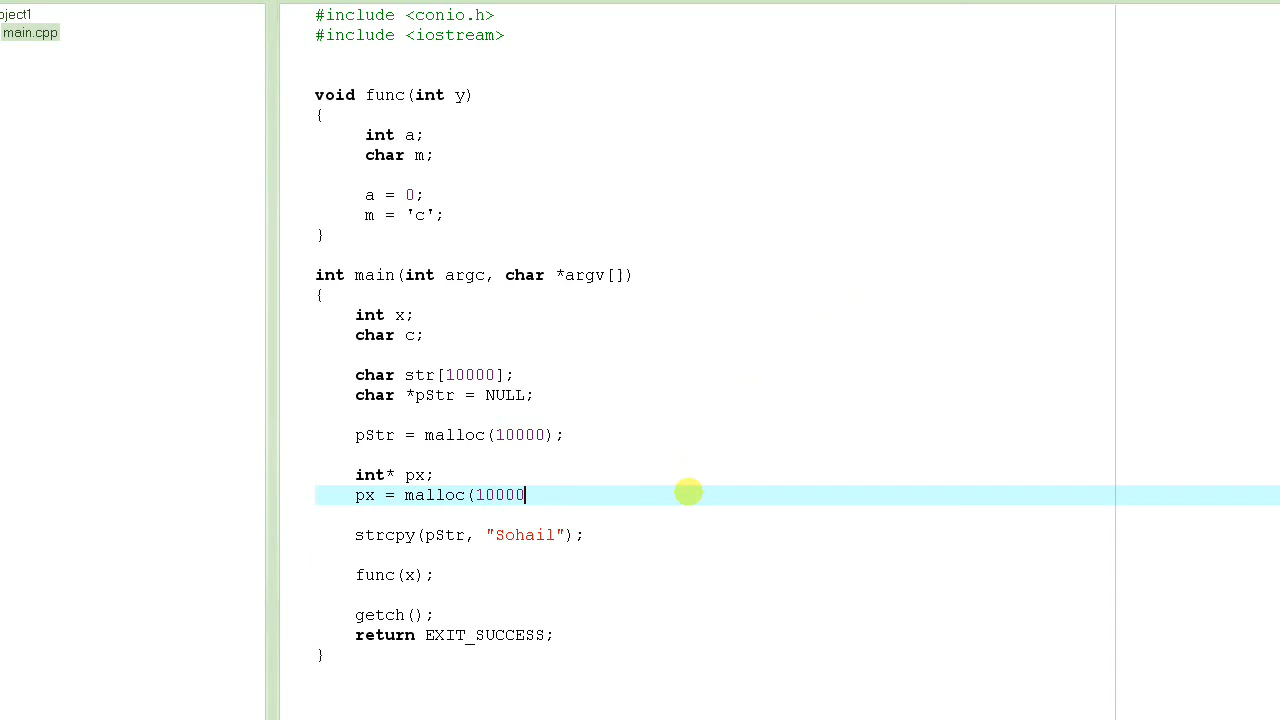 oject1
main.cpp
#include <conio.h>
#include <iostream>
void func(int y)
{
int a;
char m;
a = 0;
m = 'c';
}
int main(int argc, char *argv[])
{
int x;
char c;
char str[10000];
char *pStr = NULL;
pStr = malloc(10000);
int* px;
px = malloc(10000
strcpy(pStr, "Sohail");
func(x);
getch();
return EXIT_SUCCESS;
}